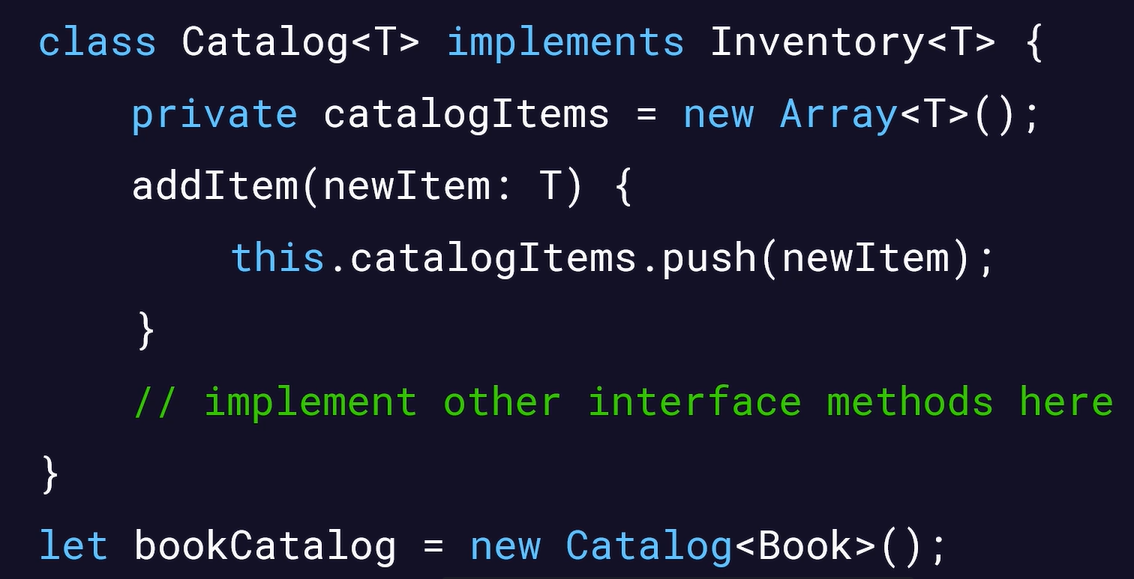 class Catalog<T> implements Inventory<T> {
    private catalogItems = new Array<T>();
    addItem(newItem: T) {
        this.catalogItems.push(newItem);
    }
    // implement other interface methods here
}
let bookCatalog = new Catalog<Book>();